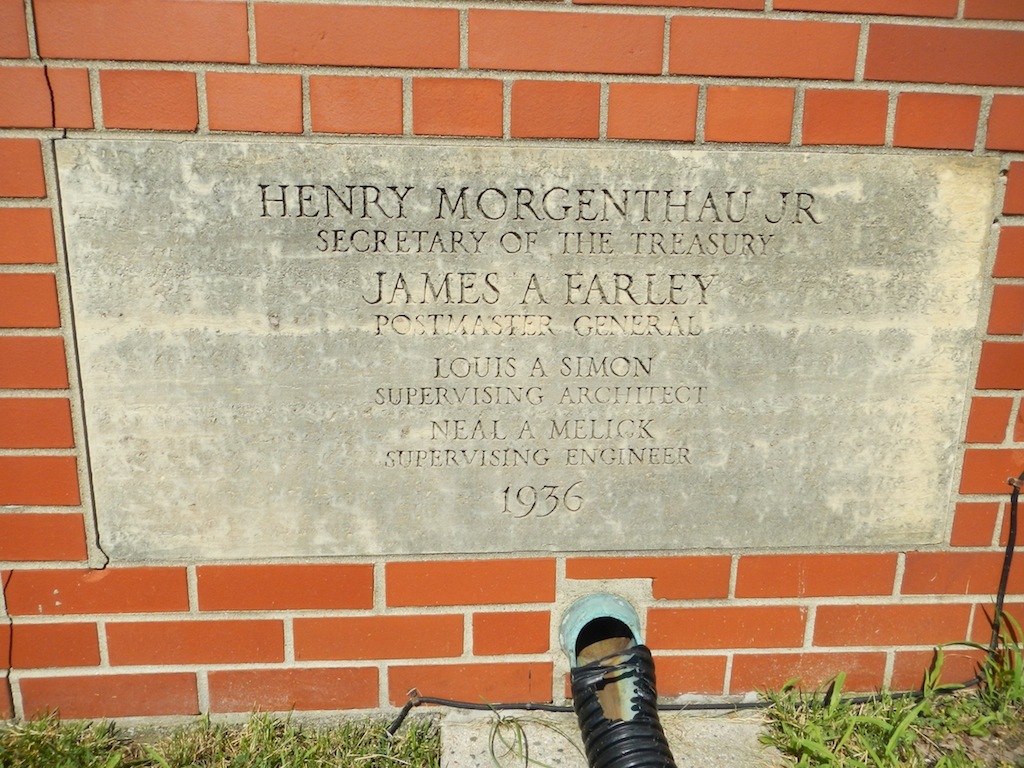 HENRY MORGENTHAU JR
SECRETARY OF THE TREASURY
JAMES A FARLEY
POSTMASTER GENERAL
LOUIS A SIMON
SUPERVISING ARCHITECT
NEAL A MELICK
SUPERVISING ENGINEER
1936